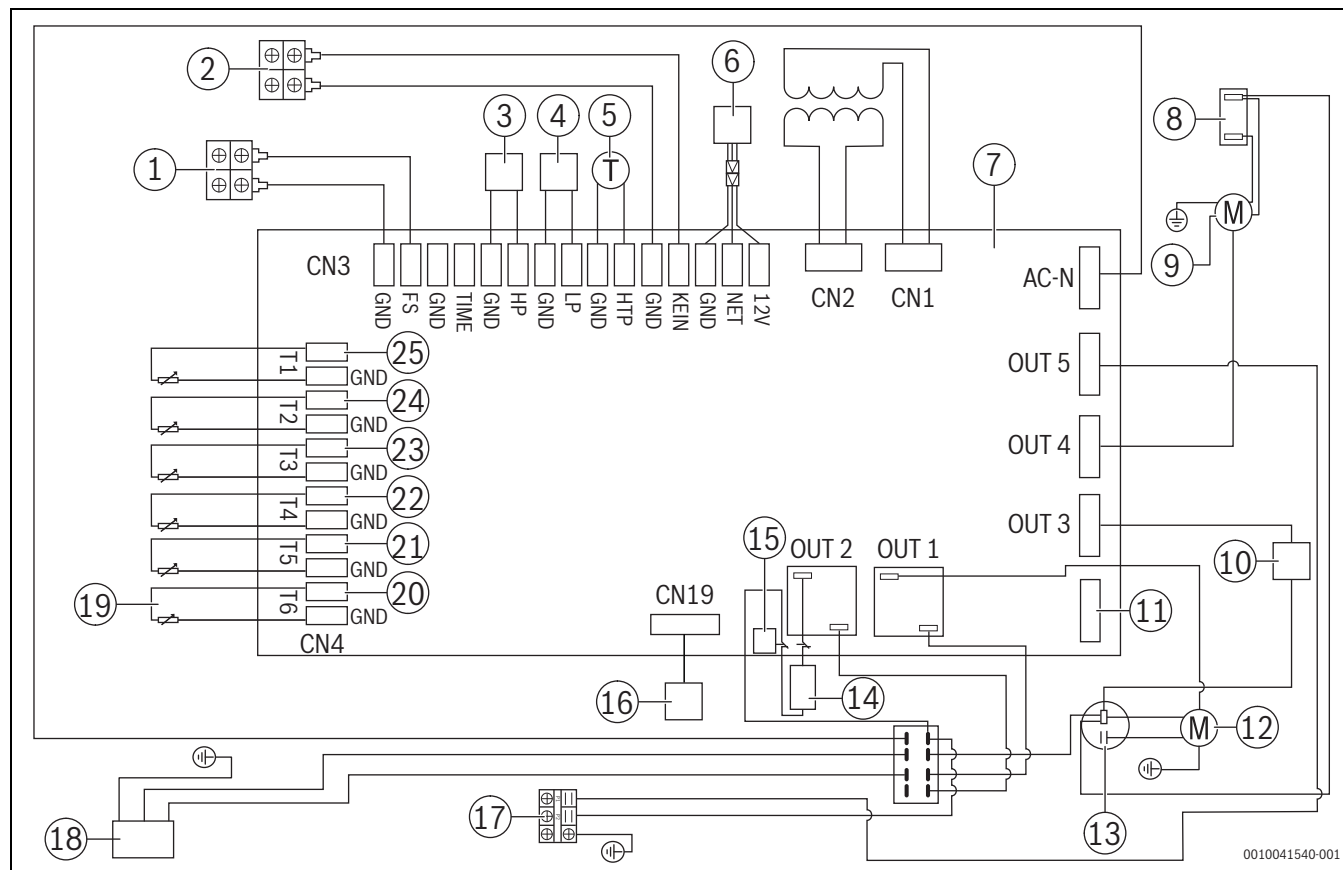 2
6
3
4
5
8
1
T
7
M
9
CN3
CN2
CN1
AC-N
GND
FS
GND
TIME
GND
HP
GND
LP
GND
HTP
GND
KEIN
GND
NET
12V
T1
25
GND
OUT 5
T2
24
GND
T3
23
GND
OUT 4
T4
22
GND
OUT 3
T5
21
GND
15
OUT 2
OUT 1
10
19
T6
20
GND
CN19
11
CN4
16
14
M
12
17
18
13
0010041540-001